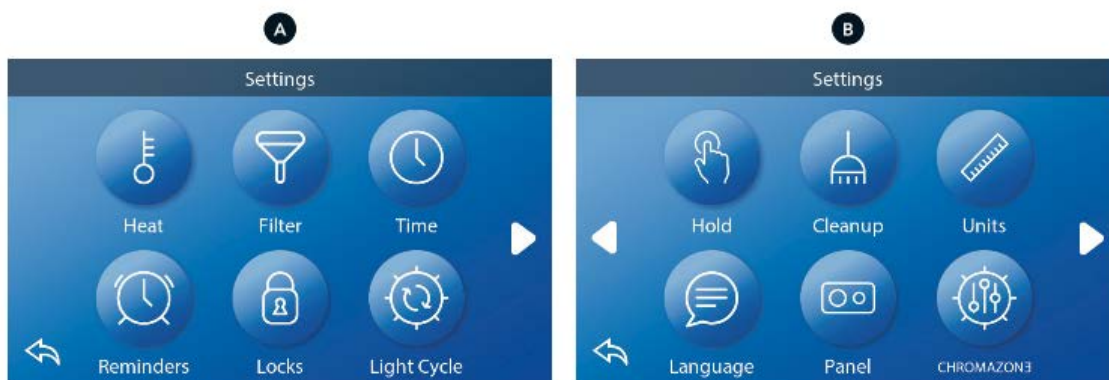 A
Settings
Heat Filter Time
Reminders Locks Light Cycle
B
Settings
Hold Cleanup Units
Language Panel CHROMAZON3